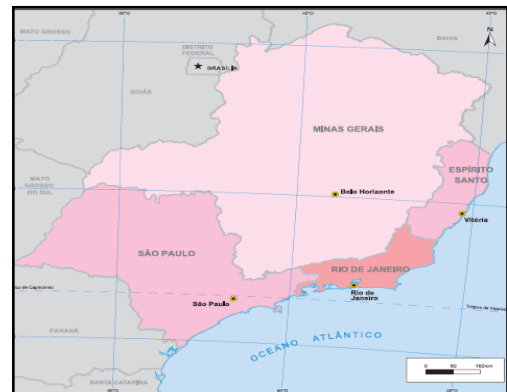 MATO GROSSO
DISTRITO
FEDERAL
BRASÍLIA
BAHIA
N
GOIÁS
MINAS GERAIS
ESPÍRITO
SANTO
MATO
GROSSO
DO SUL
Belo Horizonte
Vitória
SÃO PAULO
RIO DE JANEIRO
São Paulo
Rio de
Janeiro
PARANÁ
OCEANO ATLÂNTICO
SANTA CATARINA